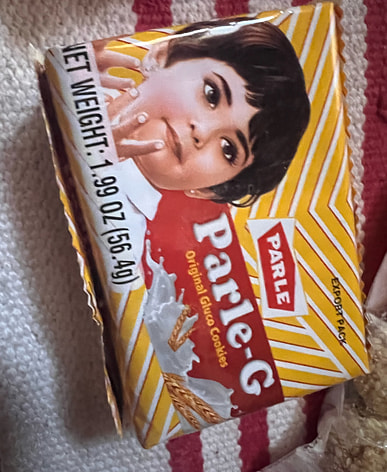 NET WEIGHT: 1.99 OZ (56.4g)
PARLE
EXPORT PACK
Parle-G
Original Gluco Cookies